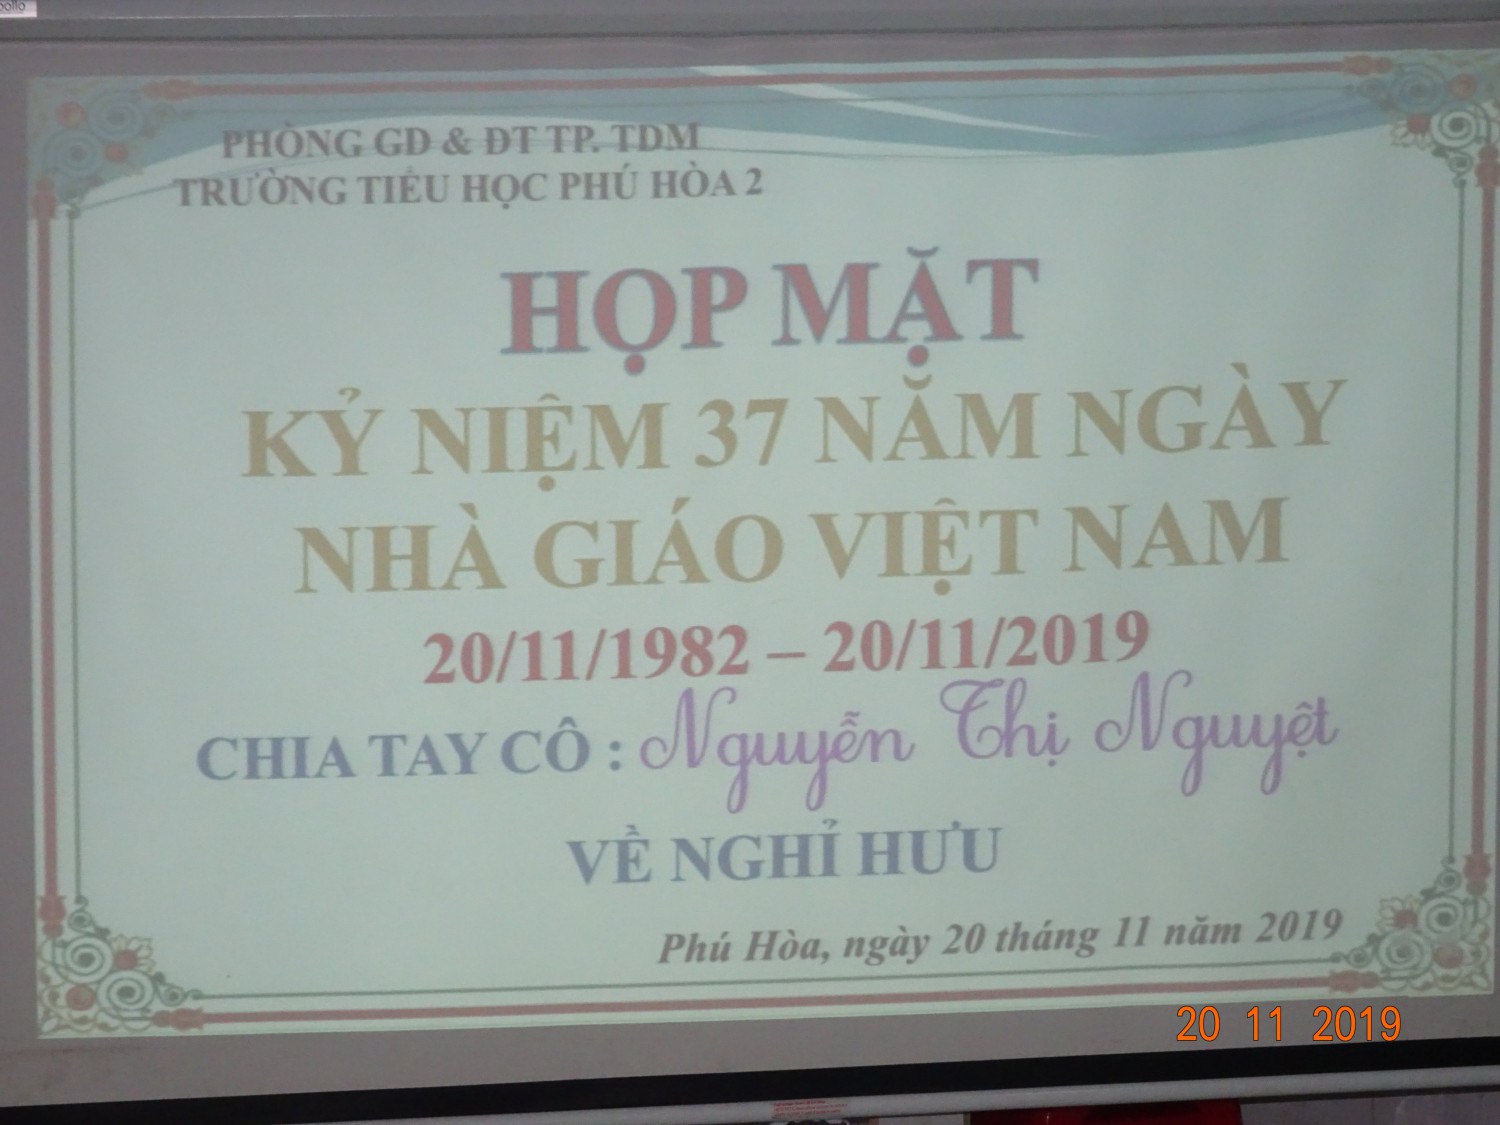 PHÒNG GD & ĐT TP. TDM
TRƯỜNG TIỂU HỌC PHÚ HÒA 2
HỌP MẶT
KỶ NIỆM 37 NĂM NGÀY
NHÀ GIÁO VIỆT NAM
20/11/1982 – 20/11/2019
CHIA TAY CÔ : Nguyễn Thị Nguyệt
VỀ NGHỈ HƯU
Phú Hòa, ngày 20 tháng 11 năm 2019
20 11 2019